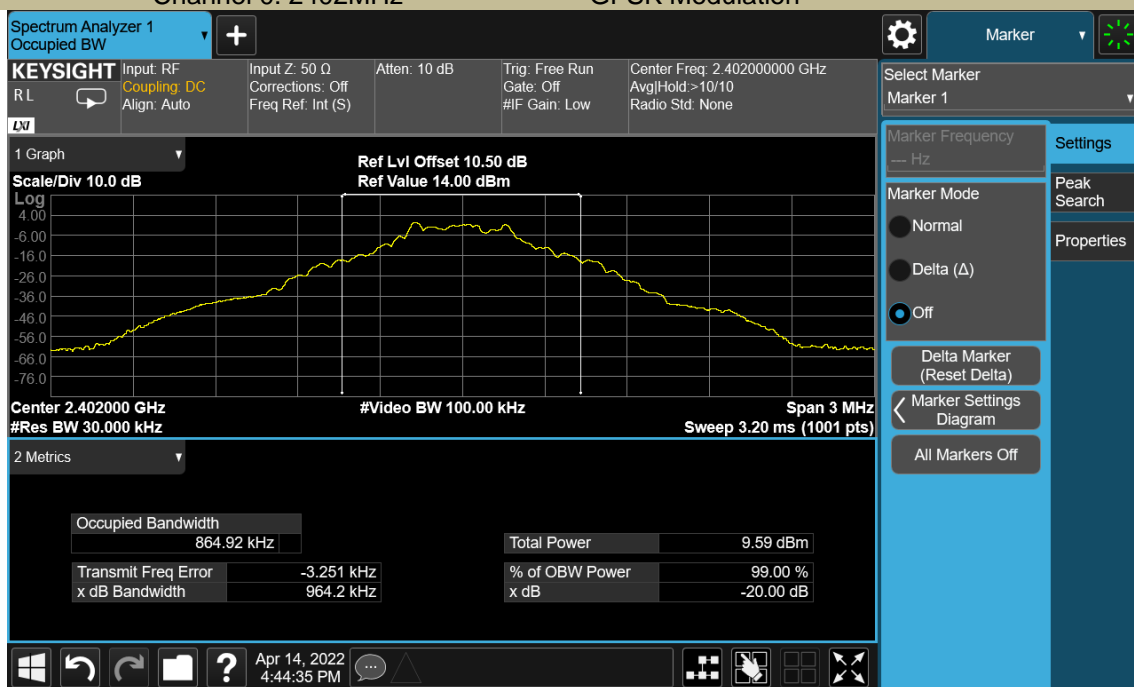 Channel 0: 2402MHz GFSK Modulation
Spectrum Analyzer 1
Occupied BW
Marker
KEYSIGHT
R L
LXI
Input: RF
Coupling: DC
Align: Auto
Input Z: 50 Ω
Corrections: Off
Freq Ref: Int (S)
Atten: 10 dB
Trig: Free Run
Gate: Off
#IF Gain: Low
Center Freq: 2.402000000 GHz
Avg|Hold:>10/10
Radio Std: None
Select Marker
Marker 1
Marker Frequency
--- Hz
Marker Mode
Normal
Delta (Δ)
Off
Delta Marker
(Reset Delta)
Marker Settings
Diagram
All Markers Off
Settings
Peak
Search
Properties
1 Graph
Scale/Div 10.0 dB
Ref Lvl Offset 10.50 dB
Ref Value 14.00 dBm
Log
4.00
-6.00
-16.0
-26.0
-36.0
-46.0
-56.0
-66.0
-76.0
Center 2.402000 GHz
#Res BW 30.000 kHz
#Video BW 100.00 kHz
Span 3 MHz
Sweep 3.20 ms (1001 pts)
2 Metrics
Occupied Bandwidth
864.92 kHz
Total Power 9.59 dBm
Transmit Freq Error -3.251 kHz
x dB Bandwidth 964.2 kHz
% of OBW Power 99.00 %
x dB -20.00 dB
Apr 14, 2022
4:44:35 PM